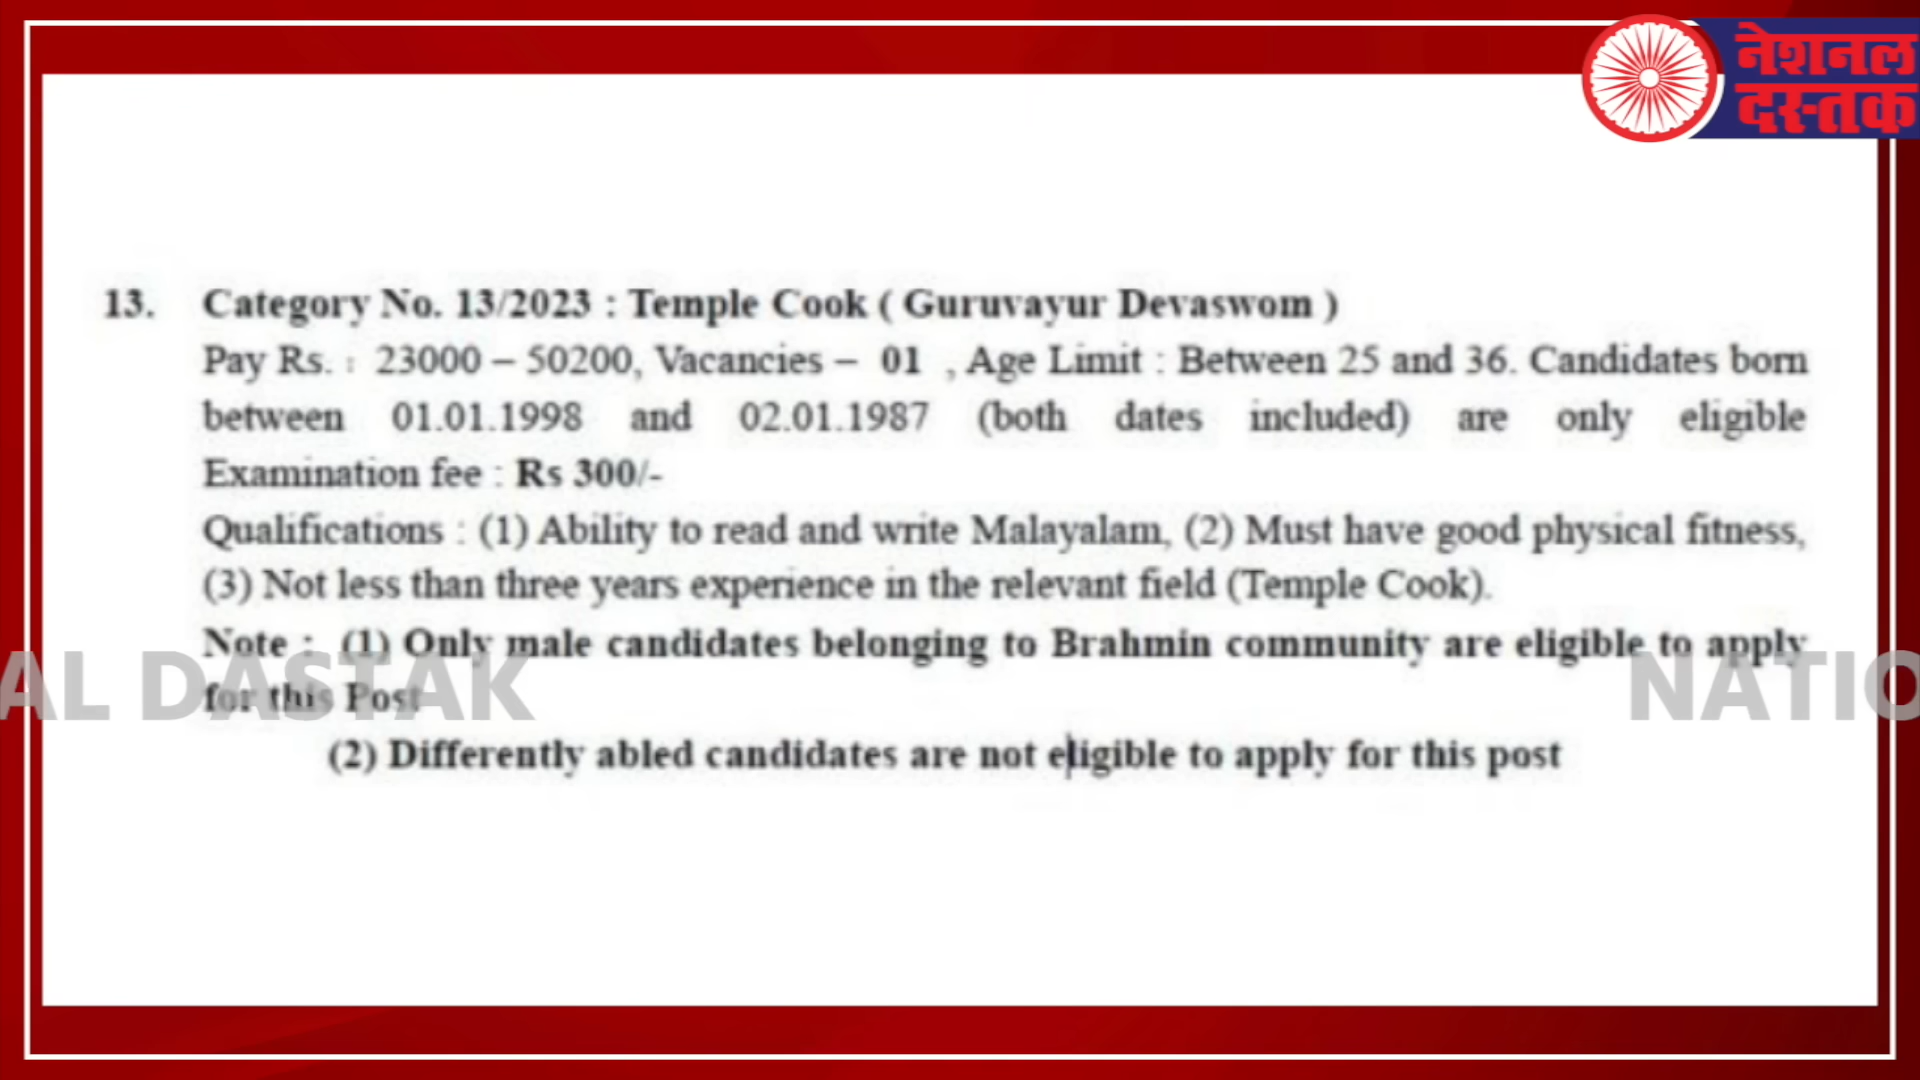 नेशनल
दस्तक
13. Category No. 13/2023 : Temple Cook ( Guruvayur Devaswom )
Pay Rs. : 23000 – 50200, Vacancies – 01 , Age Limit : Between 25 and 36. Candidates born
between 01.01.1998 and 02.01.1987 (both dates included) are only eligible
Examination fee : Rs 300/-
Qualifications : (1) Ability to read and write Malayalam, (2) Must have good physical fitness,
(3) Not less than three years experience in the relevant field (Temple Cook).
Note : (1) Only male candidates belonging to Brahmin community are eligible to apply
for this Post
AL DASTAK
NATIO
(2) Differently abled candidates are not eligible to apply for this post